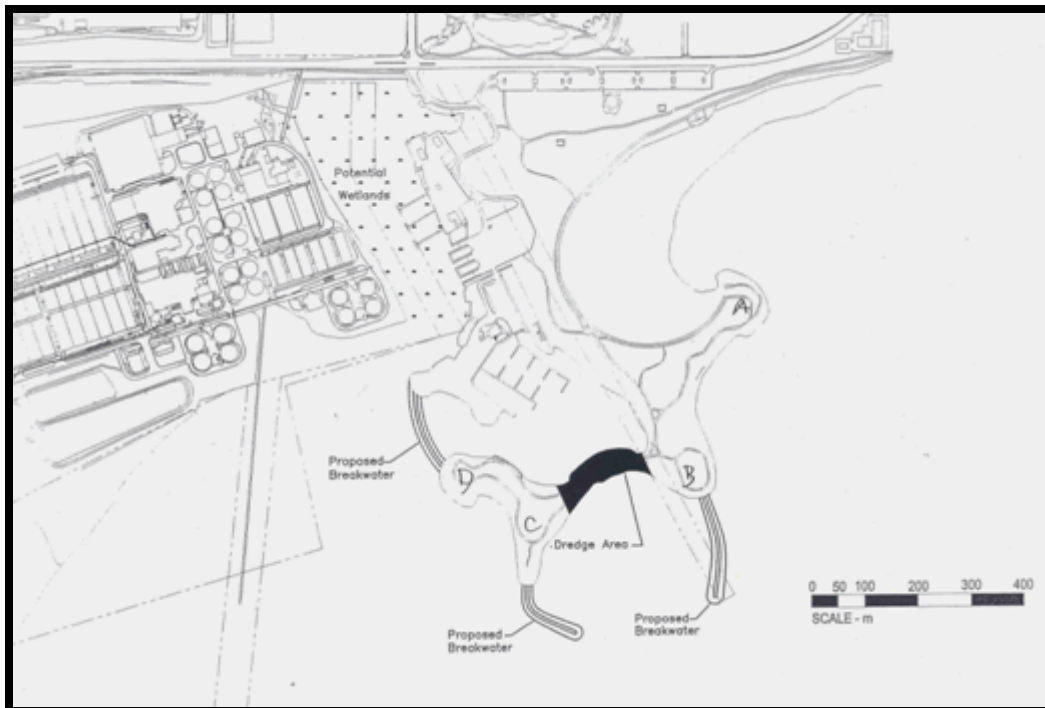 Potential
Wetlands
A
Proposed
Breakwater
D
B
C
Dredge Area
0 50 100 200 300 400
SCALE - m
Proposed
Breakwater
Proposed
Breakwater